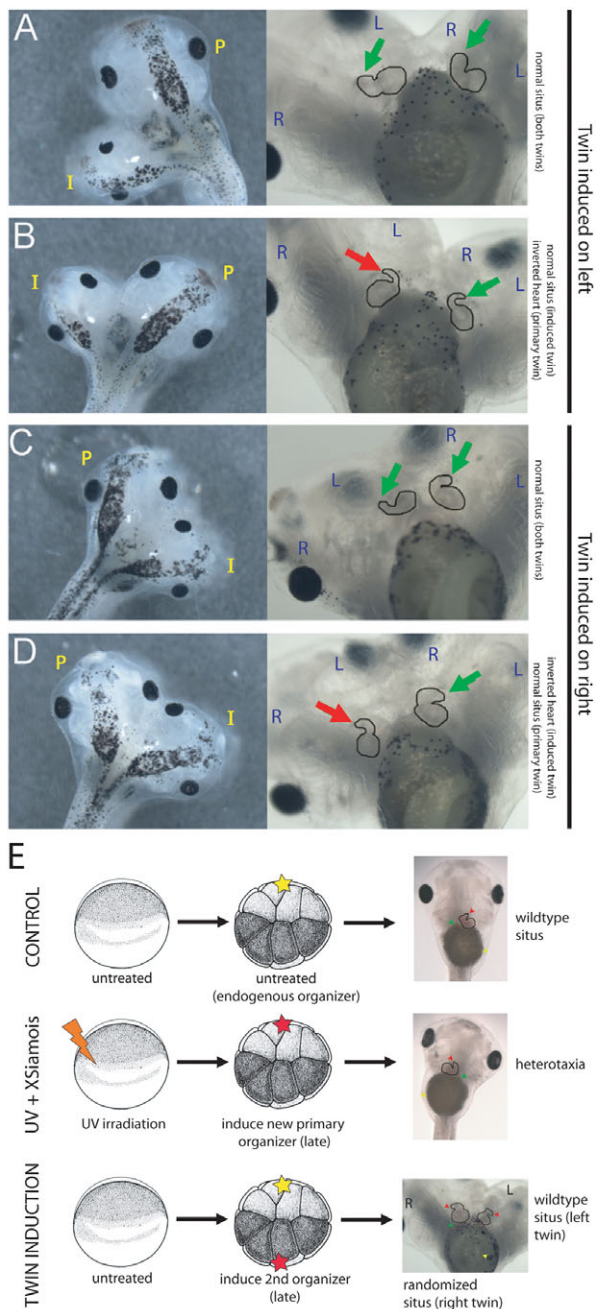 A
P
I
L
R
R
L
normal situs (both twins)
B
I
P
L
R
R
L
normal situs (induced twin)
inverted heart (primary twin)
Twin induced on left
C
P
I
R
L
L
R
normal situs (both twins)
D
P
I
R
L
L
R
inverted heart (induced twin)
normal situs (primary twin)
Twin induced on right
E
CONTROL
untreated
untreated
(endogenous organizer)
wildtype
situs
UV + XSiamois
UV irradiation
induce new primary
organizer (late)
heterotaxia
TWIN INDUCTION
untreated
induce 2nd organizer
(late)
R
L
wildtype
situs (left
twin)
randomized
situs (right twin)